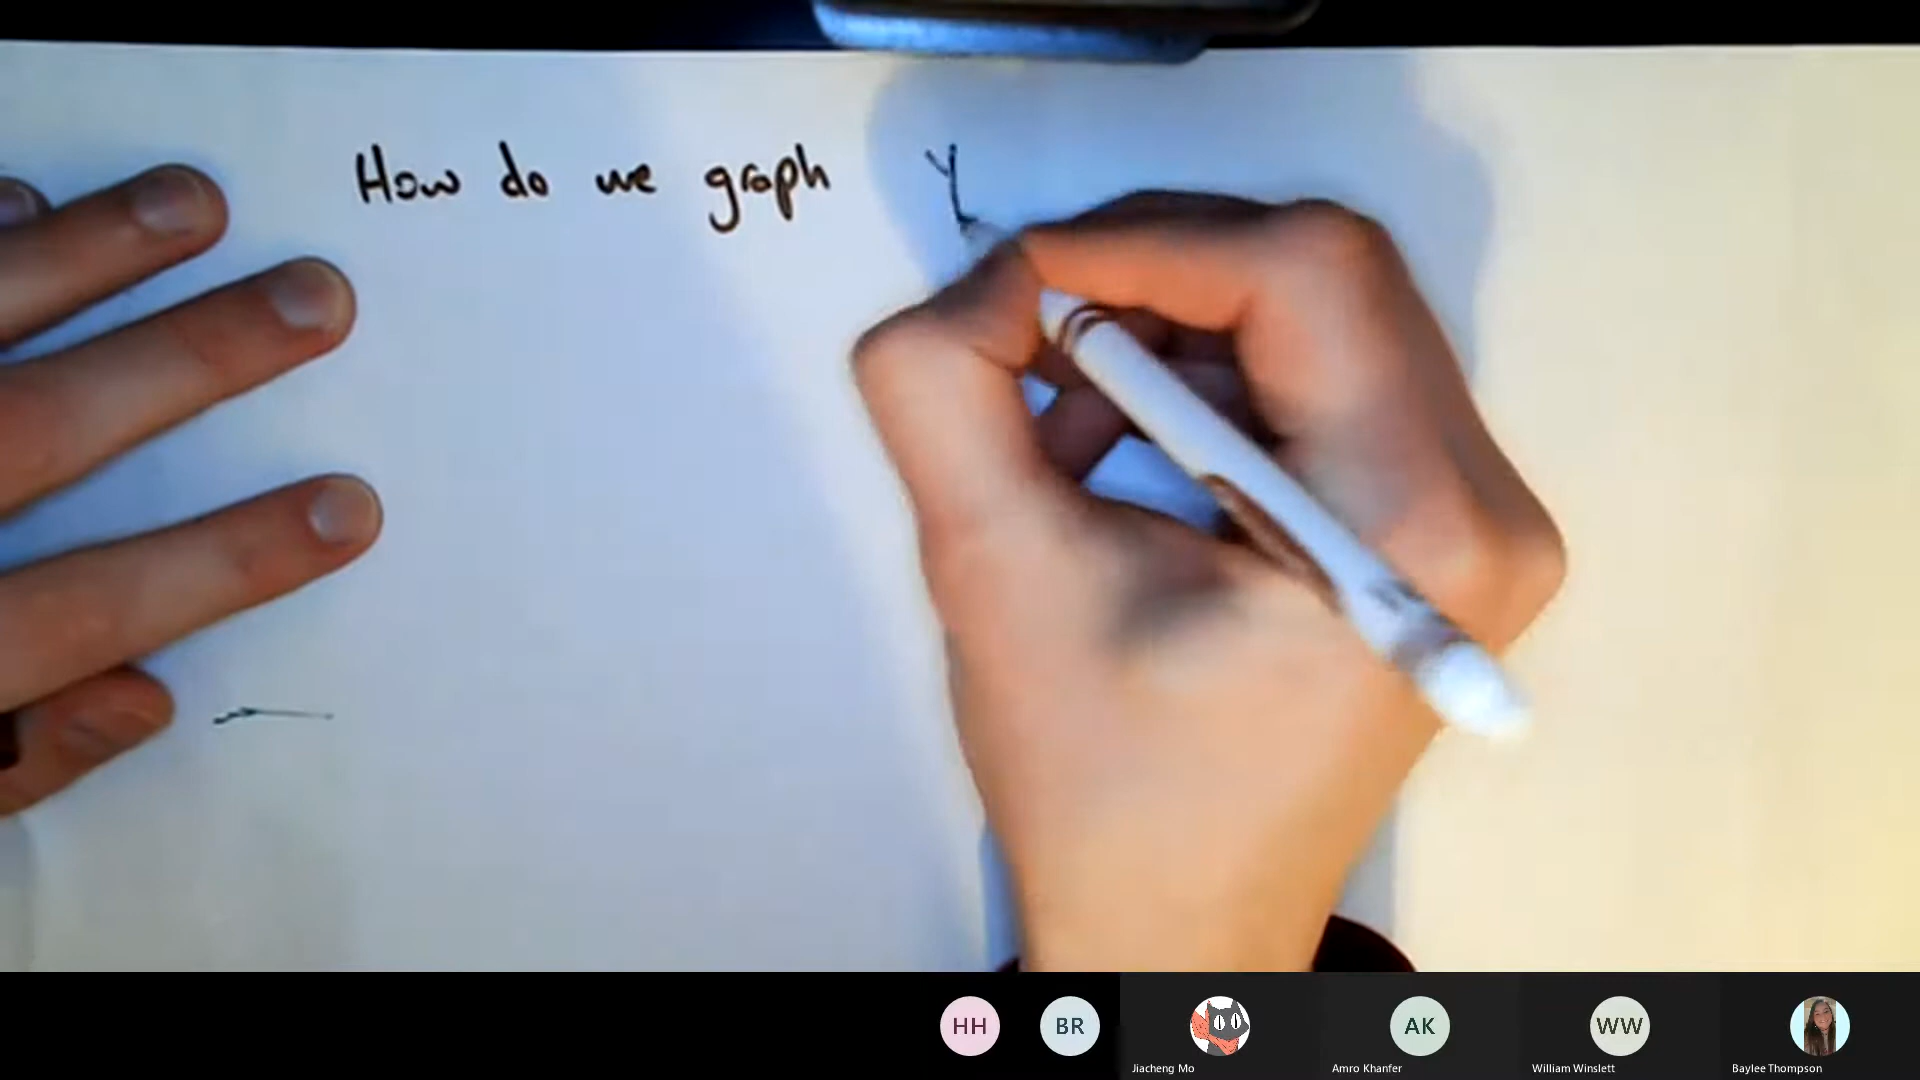 How do we graph Y
HH BR AK WW
Jiacheng Mo Amro Khanfer William Winslett Baylee Thompson